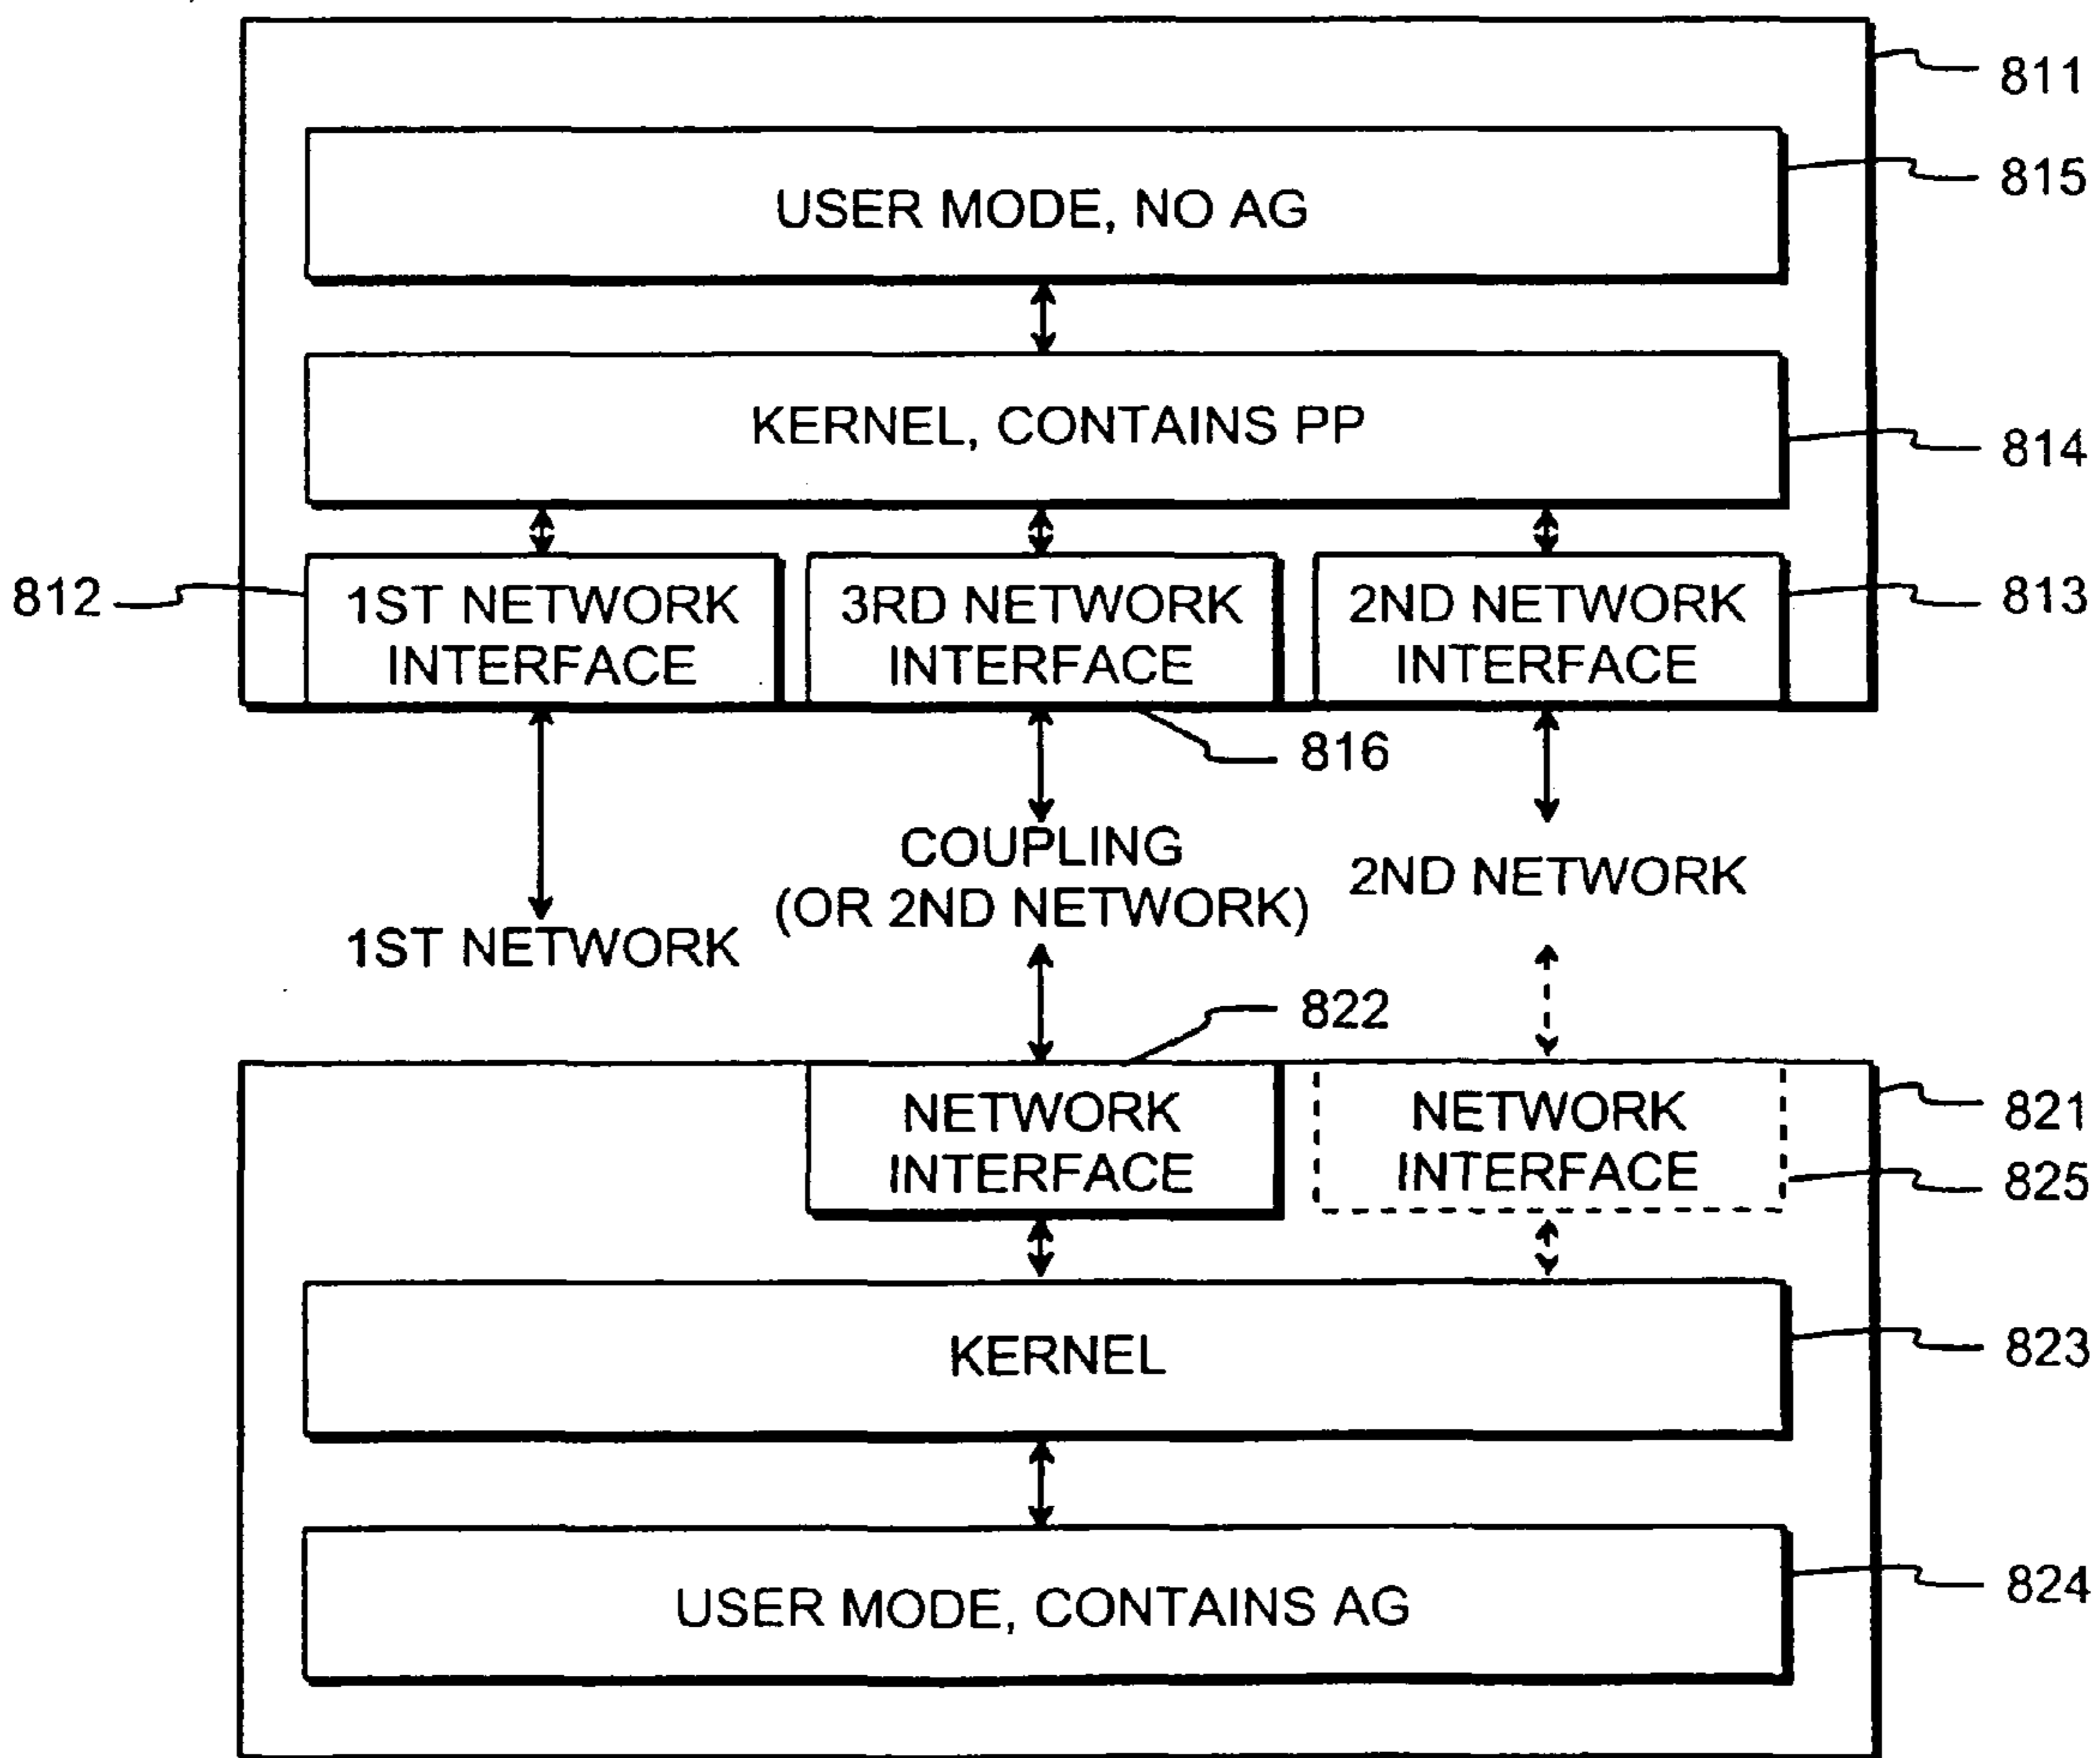 811
USER MODE, NO AG
815
KERNEL, CONTAINS PP
814
812
1ST NETWORK
INTERFACE
3RD NETWORK
INTERFACE
2ND NETWORK
INTERFACE
813
816
COUPLING
(OR 2ND NETWORK)
2ND NETWORK
1ST NETWORK
822
NETWORK
INTERFACE
NETWORK
INTERFACE
821
825
KERNEL
823
USER MODE, CONTAINS AG
824